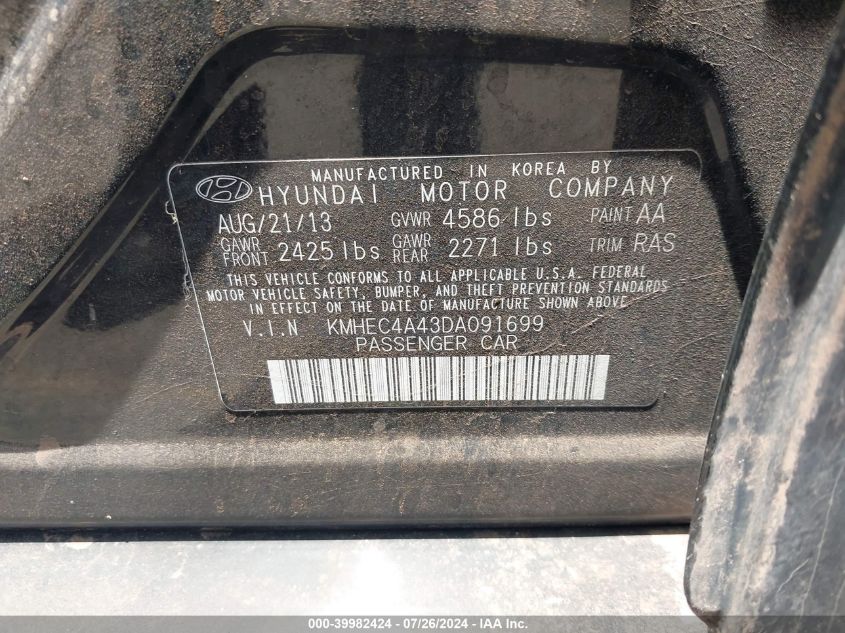 MANUFACTURED IN KOREA BY
HYUNDAI MOTOR COMPANY
AUG/21/13 GVWR 4586 lbs PAINT AA
GAWR FRONT 2425 lbs GAWR REAR 2271 lbs TRIM RAS
THIS VEHICLE CONFORMS TO ALL APPLICABLE U.S.A. FEDERAL
MOTOR VEHICLE SAFETY, BUMPER, AND THEFT PREVENTION STANDARDS
IN EFFECT ON THE DATE OF MANUFACTURE SHOWN ABOVE
V.I.N KMHEC4A43DA091699
PASSENGER CAR
000-39982424 - 07/26/2024 - © IAA, Inc.